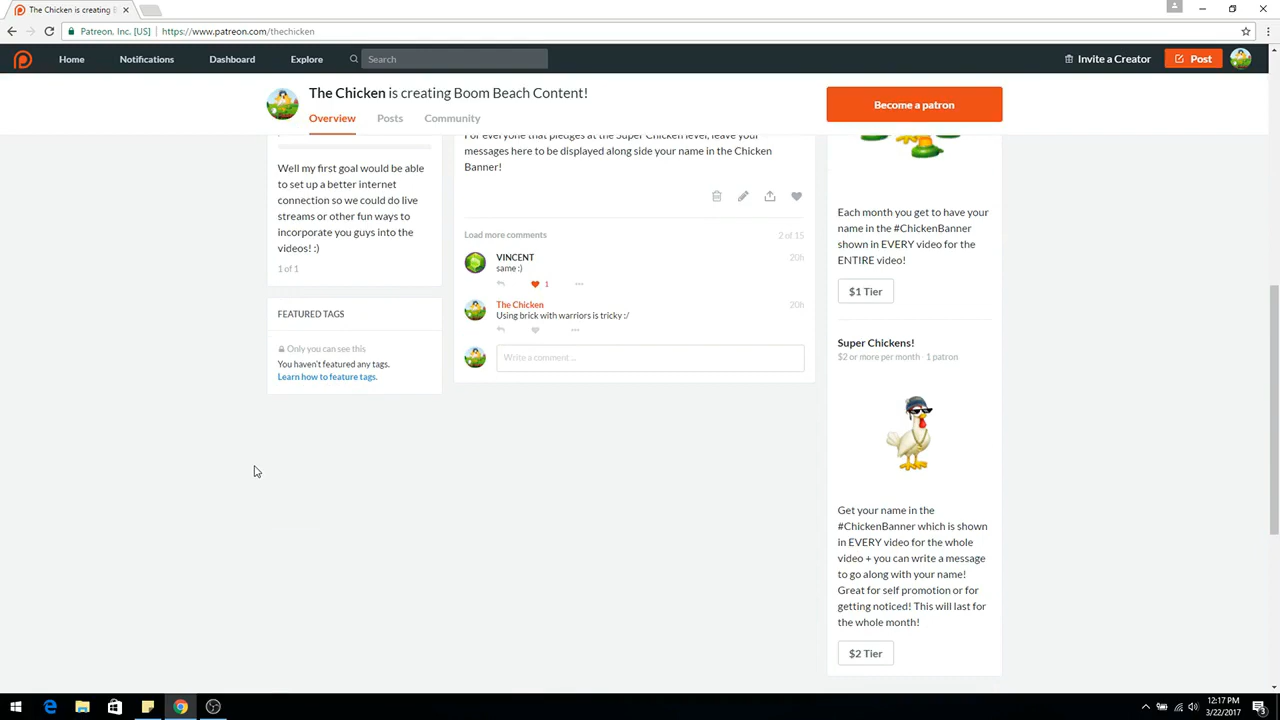 The Chicken is creating B
Patreon, Inc. [US]
https://www.patreon.com/thechicken
Home
Notifications
Dashboard
Explore
Search
Invite a Creator
Post
The Chicken is creating Boom Beach Content!
Overview
Posts
Community
Become a patron
Well my first goal would be able
to set up a better internet
connection so we could do live
streams or other fun ways to
incorporate you guys into the
videos! :)
1 of 1
FEATURED TAGS
Only you can see this
You haven't featured any tags.
Learn how to feature tags.
For everyone that pledges at the Super Chicken level, leave your
messages here to be displayed along side your name in the Chicken
Banner!
Load more comments
2 of 15
VINCENT
20h
same :)
1
The Chicken
20h
Using brick with warriors is tricky :/
Write a comment ...
Each month you get to have your
name in the #ChickenBanner
shown in EVERY video for the
ENTIRE video!
$1 Tier
Super Chickens!
$2 or more per month · 1 patron
Get your name in the
#ChickenBanner which is shown
in EVERY video for the whole
video + you can write a message
to go along with your name!
Great for self promotion or for
getting noticed! This will last for
the whole month!
$2 Tier
12:17 PM
3/22/2017
3